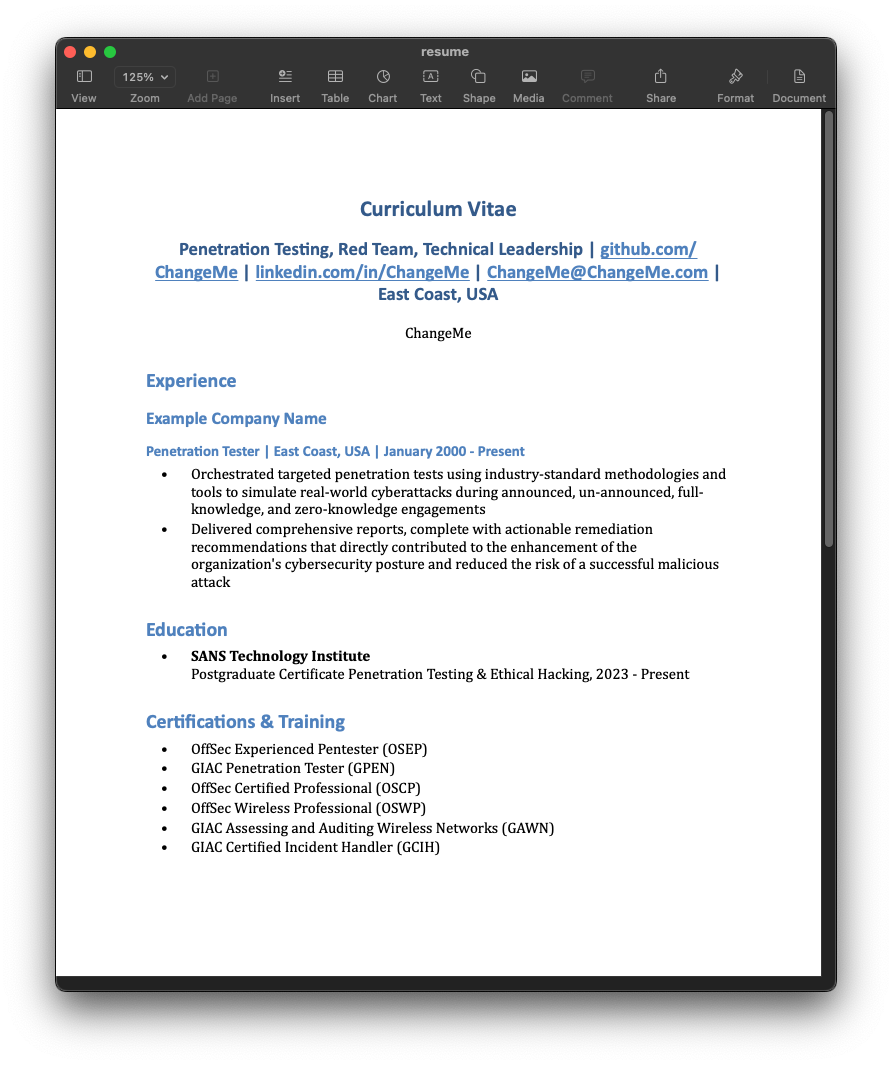 resume
125%
View
Zoom
Add Page
Insert
Table
Chart
Text
Shape
Media
Comment
Share
Format
Document
Curriculum Vitae
Penetration Testing, Red Team, Technical Leadership | github.com/
ChangeMe | linkedin.com/in/ChangeMe | ChangeMe@ChangeMe.com |
East Coast, USA
ChangeMe
Experience
Example Company Name
Penetration Tester | East Coast, USA | January 2000 - Present
• Orchestrated targeted penetration tests using industry-standard methodologies and
tools to simulate real-world cyberattacks during announced, un-announced, full-
knowledge, and zero-knowledge engagements
• Delivered comprehensive reports, complete with actionable remediation
recommendations that directly contributed to the enhancement of the
organization's cybersecurity posture and reduced the risk of a successful malicious
attack
Education
• SANS Technology Institute
Postgraduate Certificate Penetration Testing & Ethical Hacking, 2023 - Present
Certifications & Training
• OffSec Experienced Pentester (OSEP)
• GIAC Penetration Tester (GPEN)
• OffSec Certified Professional (OSCP)
• OffSec Wireless Professional (OSWP)
• GIAC Assessing and Auditing Wireless Networks (GAWN)
• GIAC Certified Incident Handler (GCIH)